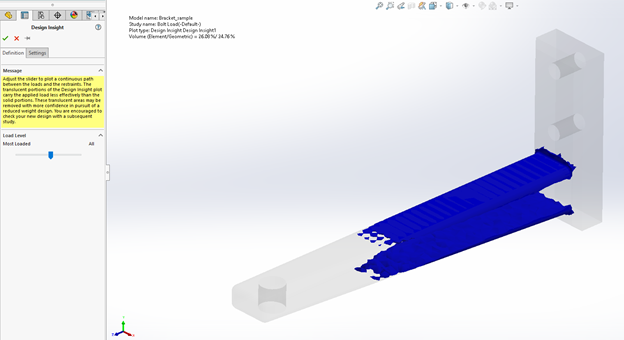 Design Insight
Definition
Settings
Message
Adjust the slider to plot a continuous path
between the loads and the restraints. The
translucent portions of the Design Insight plot
carry the applied load less effectively than the
solid portions. These translucent areas may be
removed with more confidence in pursuit of a
reduced weight design. You are encouraged to
check your new design with a subsequent
study.
Load Level
Most Loaded All
Model name: Bracket_sample
Study name: Bolt Load(-Default-)
Plot type: Design Insight Design Insight1
Volume (Element/Geometric) = 26.09 %/ 24.76 %